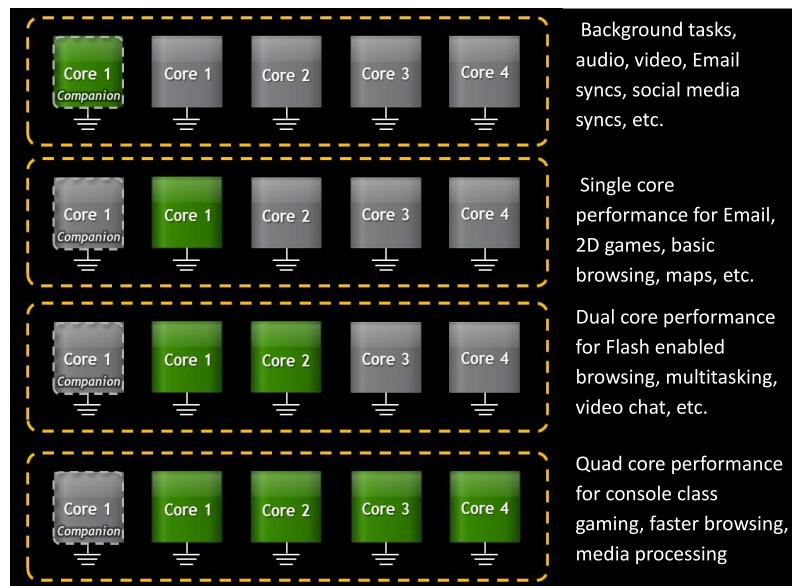 Core 1
Companion
Core 1
Core 2
Core 3
Core 4
Background tasks,
audio, video, Email
syncs, social media
syncs, etc.
Core 1
Companion
Core 1
Core 2
Core 3
Core 4
Single core
performance for Email,
2D games, basic
browsing, maps, etc.
Core 1
Companion
Core 1
Core 2
Core 3
Core 4
Dual core performance
for Flash enabled
browsing, multitasking,
video chat, etc.
Core 1
Companion
Core 1
Core 2
Core 3
Core 4
Quad core performance
for console class
gaming, faster browsing,
media processing